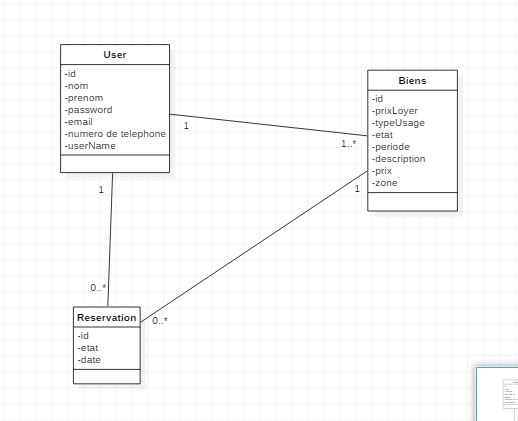 User
-id
-nom
-prenom
-password
-email
-numero de telephone
-userName
1
1
0..*
Biens
-id
-prixLoyer
-typeUsage
-etat
-periode
-description
-prix
-zone
1..*
1
Reservation
-id
-etat
-date
0..*